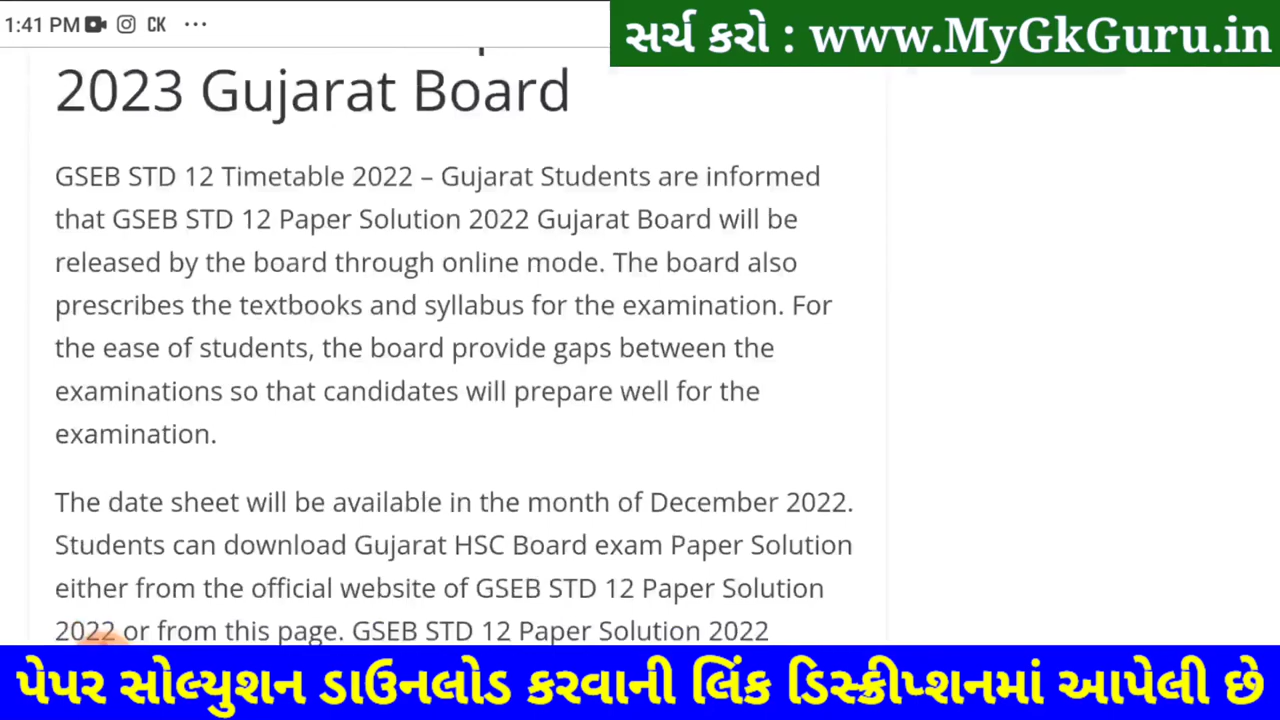 1:41 PM CK ...
સર્ચ કરો : www.MyGkGuru.in
2023 Gujarat Board
GSEB STD 12 Timetable 2022 – Gujarat Students are informed
that GSEB STD 12 Paper Solution 2022 Gujarat Board will be
released by the board through online mode. The board also
prescribes the textbooks and syllabus for the examination. For
the ease of students, the board provide gaps between the
examinations so that candidates will prepare well for the
examination.
The date sheet will be available in the month of December 2022.
Students can download Gujarat HSC Board exam Paper Solution
either from the official website of GSEB STD 12 Paper Solution
2022 or from this page. GSEB STD 12 Paper Solution 2022
પેપર સોલ્યુશન ડાઉનલોડ કરવાની લિંક ડિસ્ક્રીપ્શનમાં આપેલી છે